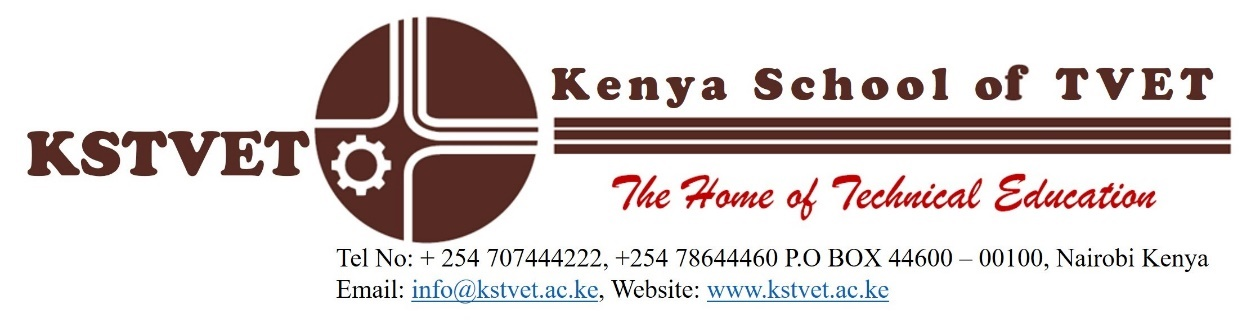 KSTVET
Kenya School of TVET
The Home of Technical Education
Tel No: + 254 707444222, +254 78644460 P.O BOX 44600 – 00100, Nairobi Kenya
Email: info@kstvet.ac.ke, Website: www.kstvet.ac.ke